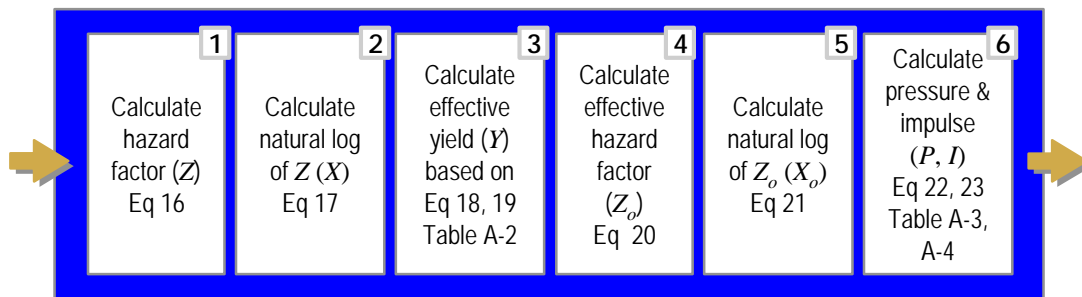 1
Calculate
hazard
factor (Z)
Eq 16
2
Calculate
natural log
of Z (X)
Eq 17
3
Calculate
effective
yield (Y)
based on
Eq 18, 19
Table A-2
4
Calculate
effective
hazard
factor
(Zo)
Eq 20
5
Calculate
natural log
of Zo (Xo)
Eq 21
6
Calculate
pressure &
impulse
(P, I)
Eq 22, 23
Table A-3,
A-4